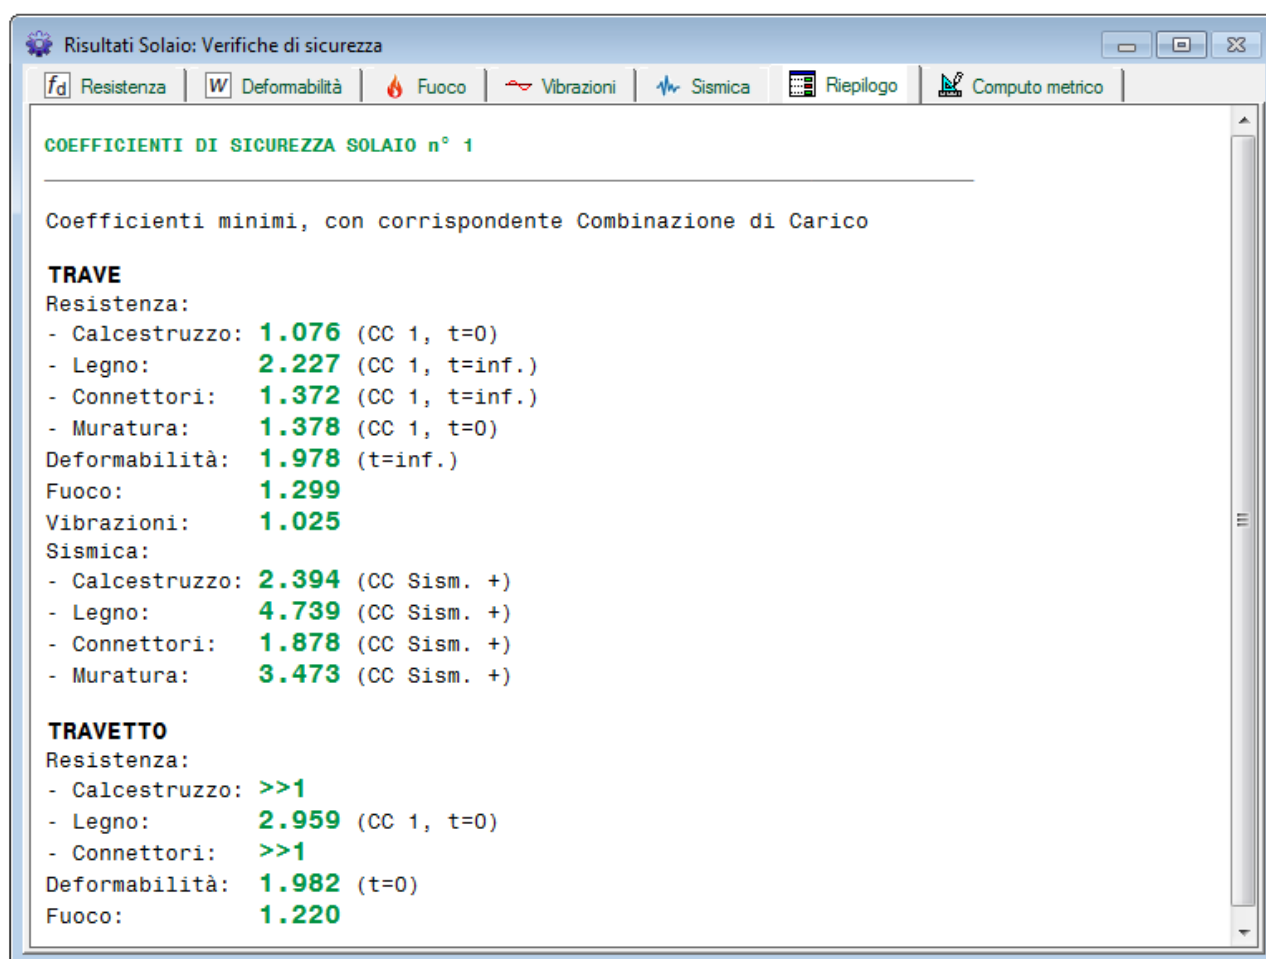 Risultati Solaio: Verifiche di sicurezza
fd Resistenza W Deformabilità Fuoco Vibrazioni Sismica Riepilogo Computo metrico
COEFFICIENTI DI SICUREZZA SOLAIO n° 1
Coefficienti minimi, con corrispondente Combinazione di Carico
TRAVE
Resistenza:
- Calcestruzzo: 1.076 (CC 1, t=0)
- Legno: 2.227 (CC 1, t=inf.)
- Connettori: 1.372 (CC 1, t=inf.)
- Muratura: 1.378 (CC 1, t=0)
Deformabilità: 1.978 (t=inf.)
Fuoco: 1.299
Vibrazioni: 1.025
Sismica:
- Calcestruzzo: 2.394 (CC Sism. +)
- Legno: 4.739 (CC Sism. +)
- Connettori: 1.878 (CC Sism. +)
- Muratura: 3.473 (CC Sism. +)
TRAVETTO
Resistenza:
- Calcestruzzo: >>1
- Legno: 2.959 (CC 1, t=0)
- Connettori: >>1
Deformabilità: 1.982 (t=0)
Fuoco: 1.220